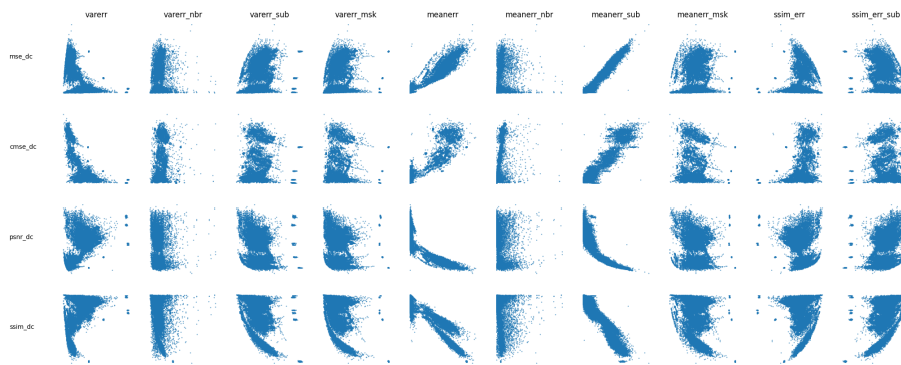 varerr varerr_nbr varerr_sub varerr_msk meanerr meanerr_nbr meanerr_sub meanerr_msk ssim_err ssim_err_sub
mse_dc
cmse_dc
psnr_dc
ssim_dc